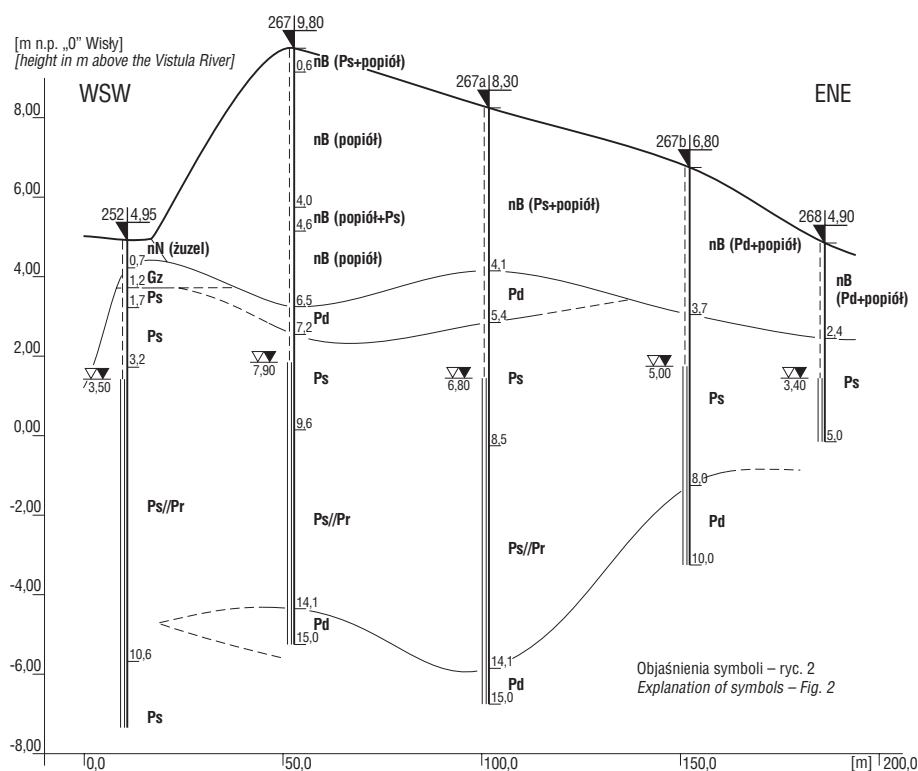 [m n.p. „0” Wisły]
[height in m above the Vistula River]
WSW
ENE
8,00
6,00
4,00
2,00
0,00
-2,00
-4,00
-6,00
-8,00
252 4,95
nN (żuzel)
0,7
Gz
1,2
Ps
1,7
Ps
3,2
3,50
Ps//Pr
10,6
Ps
267 9,80
nB (Ps+popiół)
0,6
nB (popiół)
4,0
nB (popiół+Ps)
4,6
nB (popiół)
6,5
Pd
7,2
7,90
Ps
9,6
Ps//Pr
14,1
Pd
15,0
267a 8,30
nB (Ps+popiół)
4,1
Pd
5,4
6,80
Ps
8,5
Ps//Pr
14,1
Pd
15,0
267b 6,80
nB (Pd+popiół)
3,7
5,00
Ps
8,0
Pd
10,0
268 4,90
nB
(Pd+popiół)
2,4
3,40
Ps
5,0
Objaśnienia symboli – ryc. 2
Explanation of symbols – Fig. 2
0,0 50,0 100,0 150,0 [m] 200,0